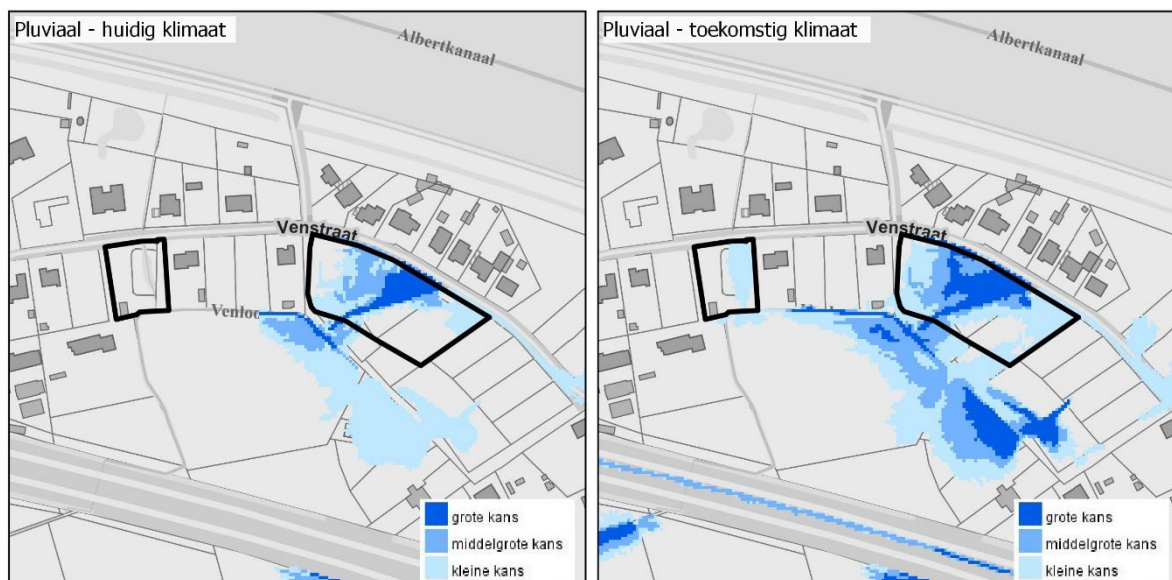 Pluviaal - huidig klimaat
Albertkanaal
Venstraat
Venloo
grote kans
middelgrote kans
kleine kans
Pluviaal - toekomstig klimaat
Albertkanaal
Venstraat
grote kans
middelgrote kans
kleine kans